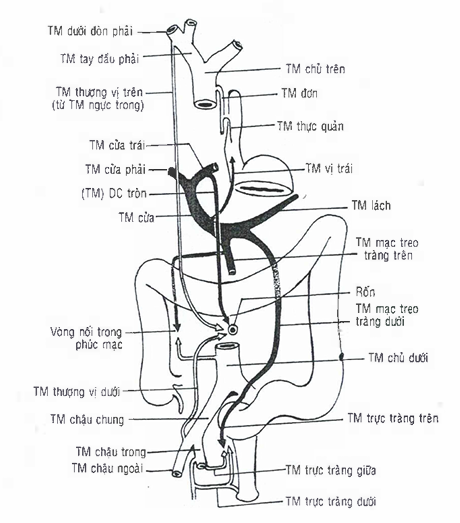 TM dưới đòn phải
TM tay đầu phải
TM chủ trên
TM thượng vị trên
(từ TM ngực trong)
TM đơn
TM thực quản
TM cửa trái
TM cửa phải
TM vị trái
(TM) DC tròn
TM lách
TM cửa
TM mạc treo
tràng trên
Rốn
TM mạc treo
tràng dưới
Vòng nối trong
phúc mạc
TM chủ dưới
TM thượng vị dưới
TM chậu chung
TM trực tràng trên
TM chậu trong
TM chậu ngoài
TM trực tràng giữa
TM trực tràng dưới